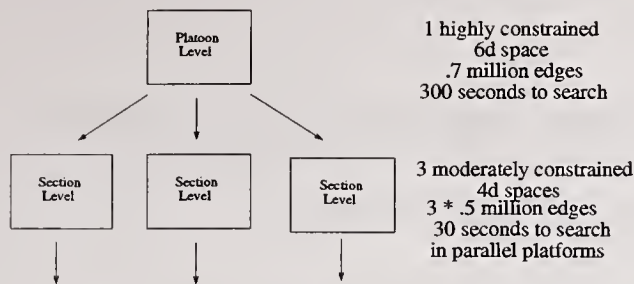 Platoon
Level
1 highly constrained
6d space
.7 million edges
300 seconds to search
Section
Level
Section
Level
Section
Level
3 moderately constrained
4d spaces
3 * .5 million edges
30 seconds to search
in parallel platforms